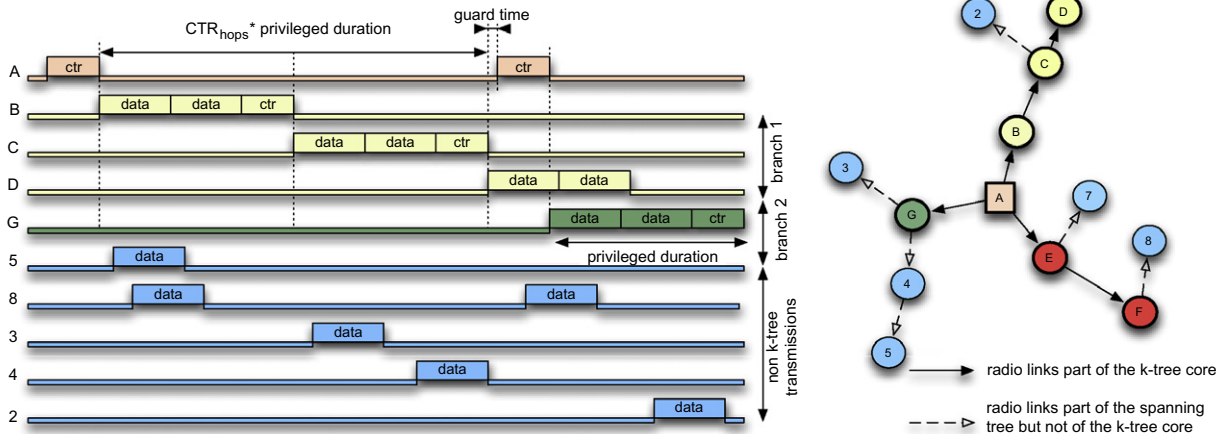 guard time
CTRhops* privileged duration
A
ctr
ctr
B
data
data
ctr
C
data
data
ctr
D
data
data
G
data
data
ctr
privileged duration
5
data
8
data
data
3
data
4
data
2
data
branch 1
branch 2
non k-tree
transmissions
2
D
C
B
3
A
7
G
8
E
4
F
5
radio links part of the k-tree core
radio links part of the spanning
tree but not of the k-tree core